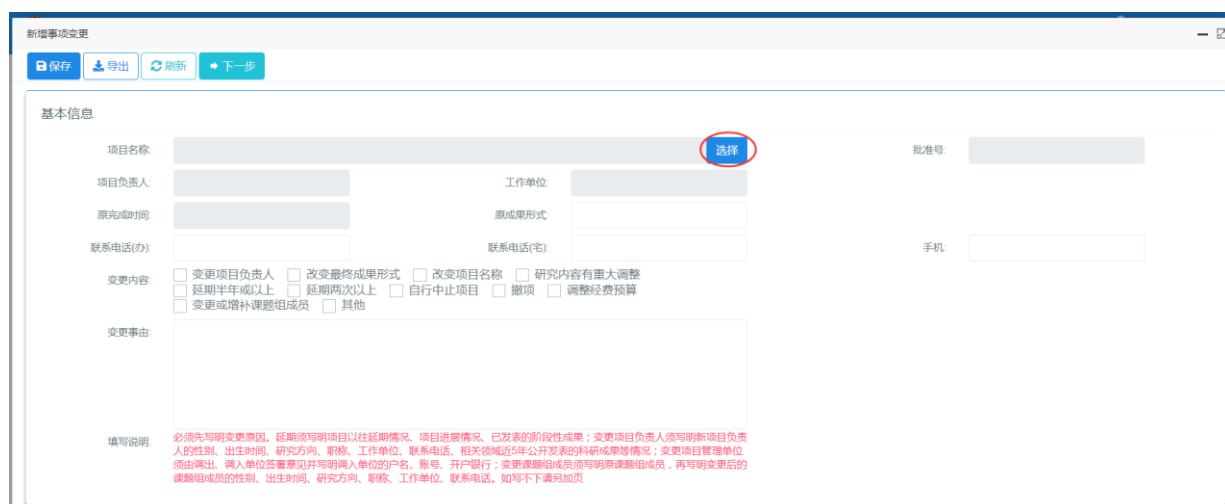 新增事项变更
保存 导出 刷新 下一步
基本信息
项目名称: 选择 批准号:
项目负责人: 工作单位:
原完成时间: 原成果形式:
联系电话(办): 联系电话(宅): 手机:
变更内容: 变更项目负责人 改变最终成果形式 改变项目名称 研究内容有重大调整
延期半年或以上 延期两次以上 自行中止项目 撤项 调整经费预算
变更或增补课题组成员 其他
变更事由:
填写说明: 必须先写明变更原因。延期须写明项目以往延期情况、项目进展情况、已发表的阶段性成果；变更项目负责人须写明新项目负责
人的性别、出生时间、研究方向、职称、工作单位、联系电话、相关领域近5年公开发表的科研成果等情况；变更项目管理单位
须由调出、调入单位签署意见并写明调入单位的户名、账号、开户银行；变更课题组成员须写明原课题组成员，再写明变更后的
课题组成员的性别、出生时间、研究方向、职称、工作单位、联系电话。如写不下请另加页